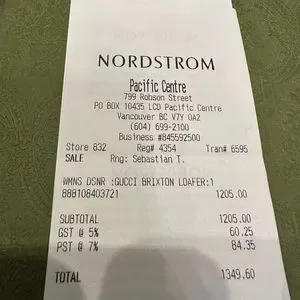 NORDSTROM
Pacific Centre
799 Robson Street
PO BOX 10435 LCD Pacific Centre
Vancouver BC V7Y 0A2
(604) 699-2100
Business #845592500
Store 832 Reg# 4354 Tran# 6595
SALE Rng: Sebastian T.
WMNS DSNR :GUCCI BRIXTON LOAFER:1
888108403721 1205.00
SUBTOTAL 1205.00
GST @ 5% 60.25
PST @ 7% 84.35
TOTAL 1349.60